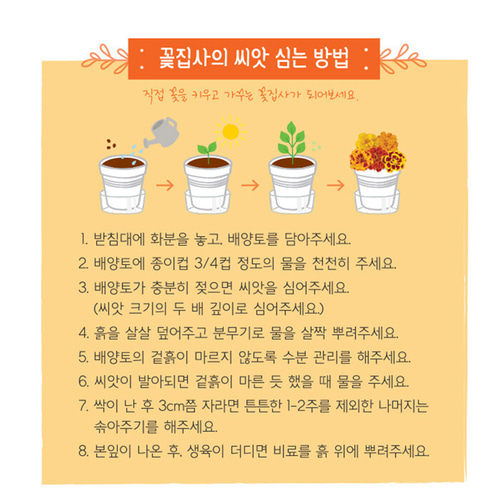 꽃집사의 씨앗 심는 방법
직접 꽃을 키우고 가꾸는 꽃집사가 되어보세요.
1. 받침대에 화분을 놓고, 배양토를 담아주세요.
2. 배양토에 종이컵 3/4컵 정도의 물을 천천히 주세요.
3. 배양토가 충분히 젖으면 씨앗을 심어주세요.
(씨앗 크기의 두 배 깊이로 심어주세요.)
4. 흙을 살살 덮어주고 분무기로 물을 살짝 뿌려주세요.
5. 배양토의 겉흙이 마르지 않도록 수분 관리를 해주세요.
6. 씨앗이 발아되면 겉흙이 마른 듯 했을 때 물을 주세요.
7. 싹이 난 후 3cm쯤 자라면 튼튼한 1-2주를 제외한 나머지는
솎아주기를 해주세요.
8. 본잎이 나온 후, 생육이 더디면 비료를 흙 위에 뿌려주세요.